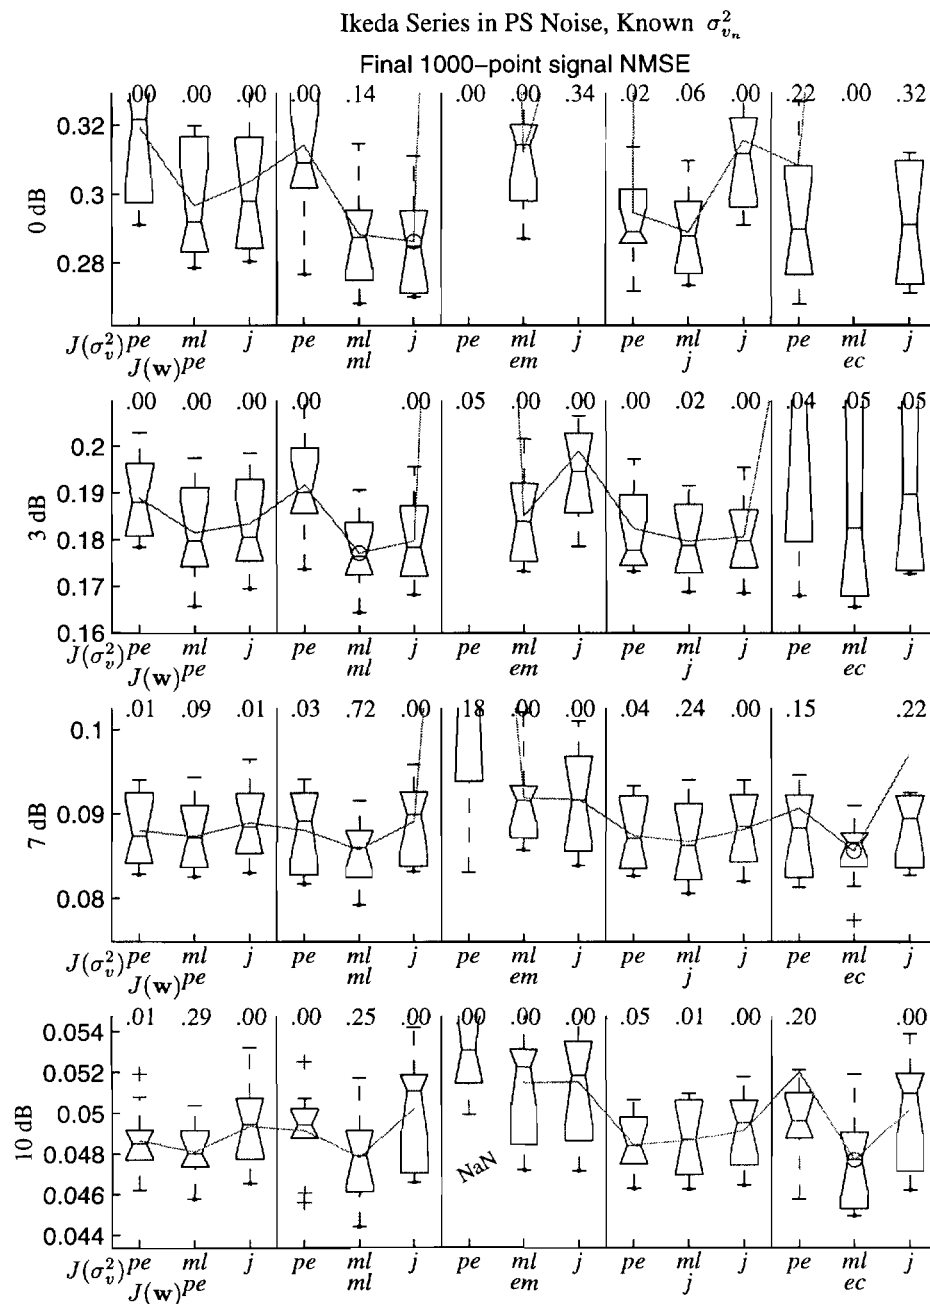 Ikeda Series in PS Noise, Known σ²_{v_n}
Final 1000−point signal NMSE
.00 .00 .00 .00 .14 .00 .00 .34 .02 .06 .00 .22 .00 .32
0.32
0.3
0.28
0 dB
J(σ²_v) pe ml j pe ml j pe ml j pe ml j pe ml j
J(w) pe ml em j ec
.00 .00 .00 .00 .00 .05 .00 .00 .00 .02 .00 .04 .05 .05
0.2
0.19
0.18
0.17
0.16
3 dB
J(σ²_v) pe ml j pe ml j pe ml j pe ml j pe ml j
J(w) pe ml em j ec
.01 .09 .01 .03 .72 .00 .18 .00 .00 .04 .24 .00 .15 .22
0.1
0.09
0.08
7 dB
J(σ²_v) pe ml j pe ml j pe ml j pe ml j pe ml j
J(w) pe ml em j ec
.01 .29 .00 .00 .25 .00 .00 .00 .00 .05 .01 .00 .20 .00
0.054
0.052
0.05
0.048
0.046
0.044
10 dB
NaN
J(σ²_v) pe ml j pe ml j pe ml j pe ml j pe ml j
J(w) pe ml em j ec